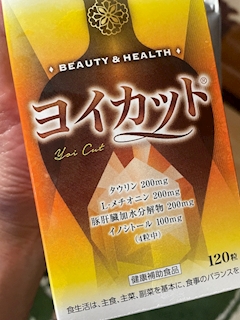 BEAUTY & HEALTH
ヨイカット®
Yoi Cut
タウリン 200mg
L-メチオニン 200mg
豚肝臓加水分解物 200mg
イノシトール 100mg
(4粒中)
健康補助食品
120粒
食生活は、主食、主菜、副菜を基本に、食事のバランスを